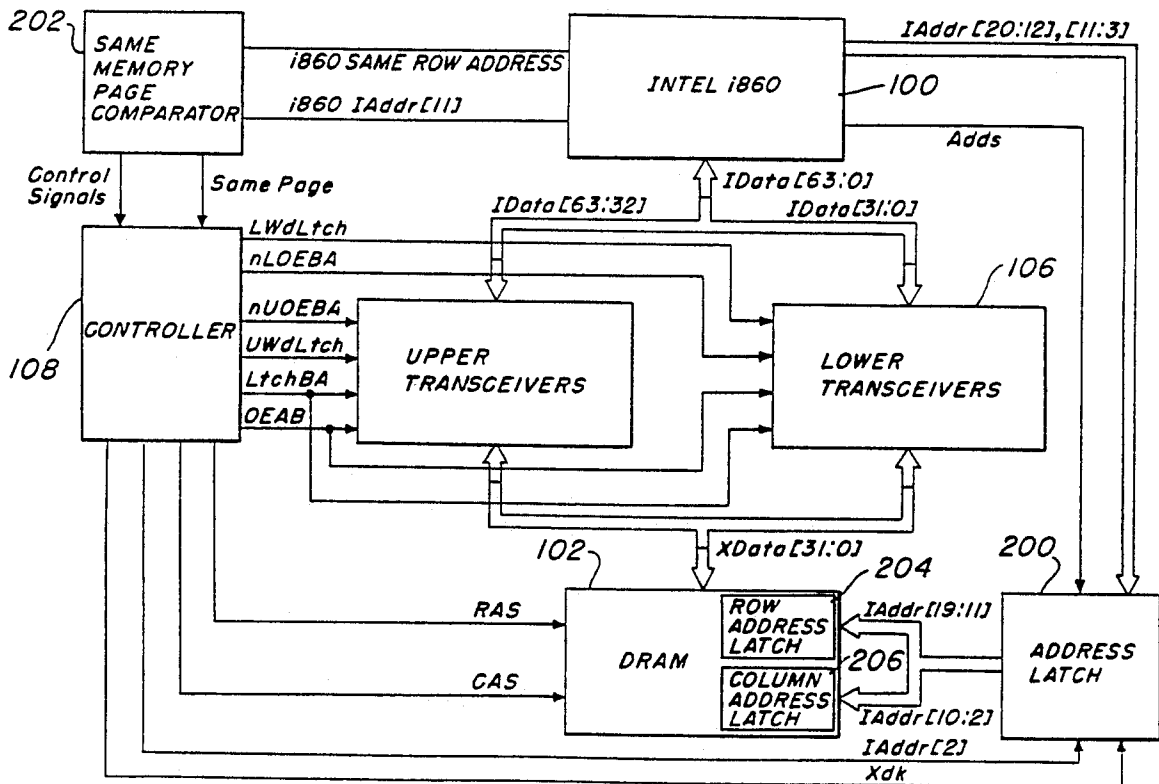 202
SAME
MEMORY
PAGE
COMPARATOR
i860 SAME ROW ADDRESS
i860 IAddr[11]
INTEL i860
100
IAddr[20:12],[11:3]
Adds
Control
Signals
Same Page
IData[63:0]
IData[63:32]
IData[31:0]
LWdLtch
nLOEBA
nUOEBA
UWdLtch
LtchBA
OEAB
CONTROLLER
108
UPPER
TRANSCEIVERS
106
LOWER
TRANSCEIVERS
XData[31:0]
102
204
200
RAS
CAS
DRAM
ROW
ADDRESS
LATCH
206
COLUMN
ADDRESS
LATCH
IAddr[19:11]
IAddr[10:2]
ADDRESS
LATCH
IAddr[2]
Xdk